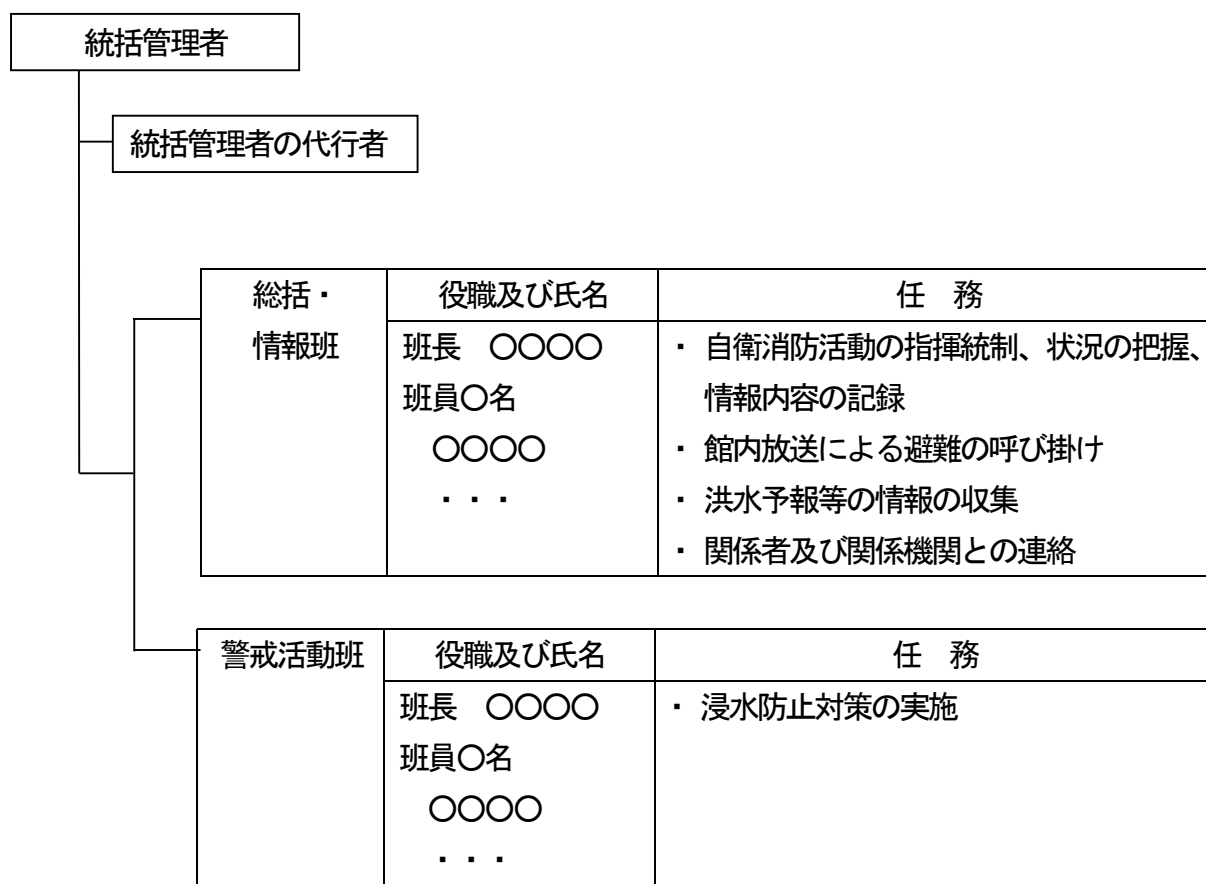 統括管理者
統括管理者の代行者
総括・
情報班
役職及び氏名
任　務
班長　〇〇〇〇
班員〇名
〇〇〇〇
・・・
・ 自衛消防活動の指揮統制、状況の把握、
情報内容の記録
・ 館内放送による避難の呼び掛け
・ 洪水予報等の情報の収集
・ 関係者及び関係機関との連絡
警戒活動班
役職及び氏名
任　務
班長　〇〇〇〇
班員〇名
〇〇〇〇
・・・
・ 浸水防止対策の実施